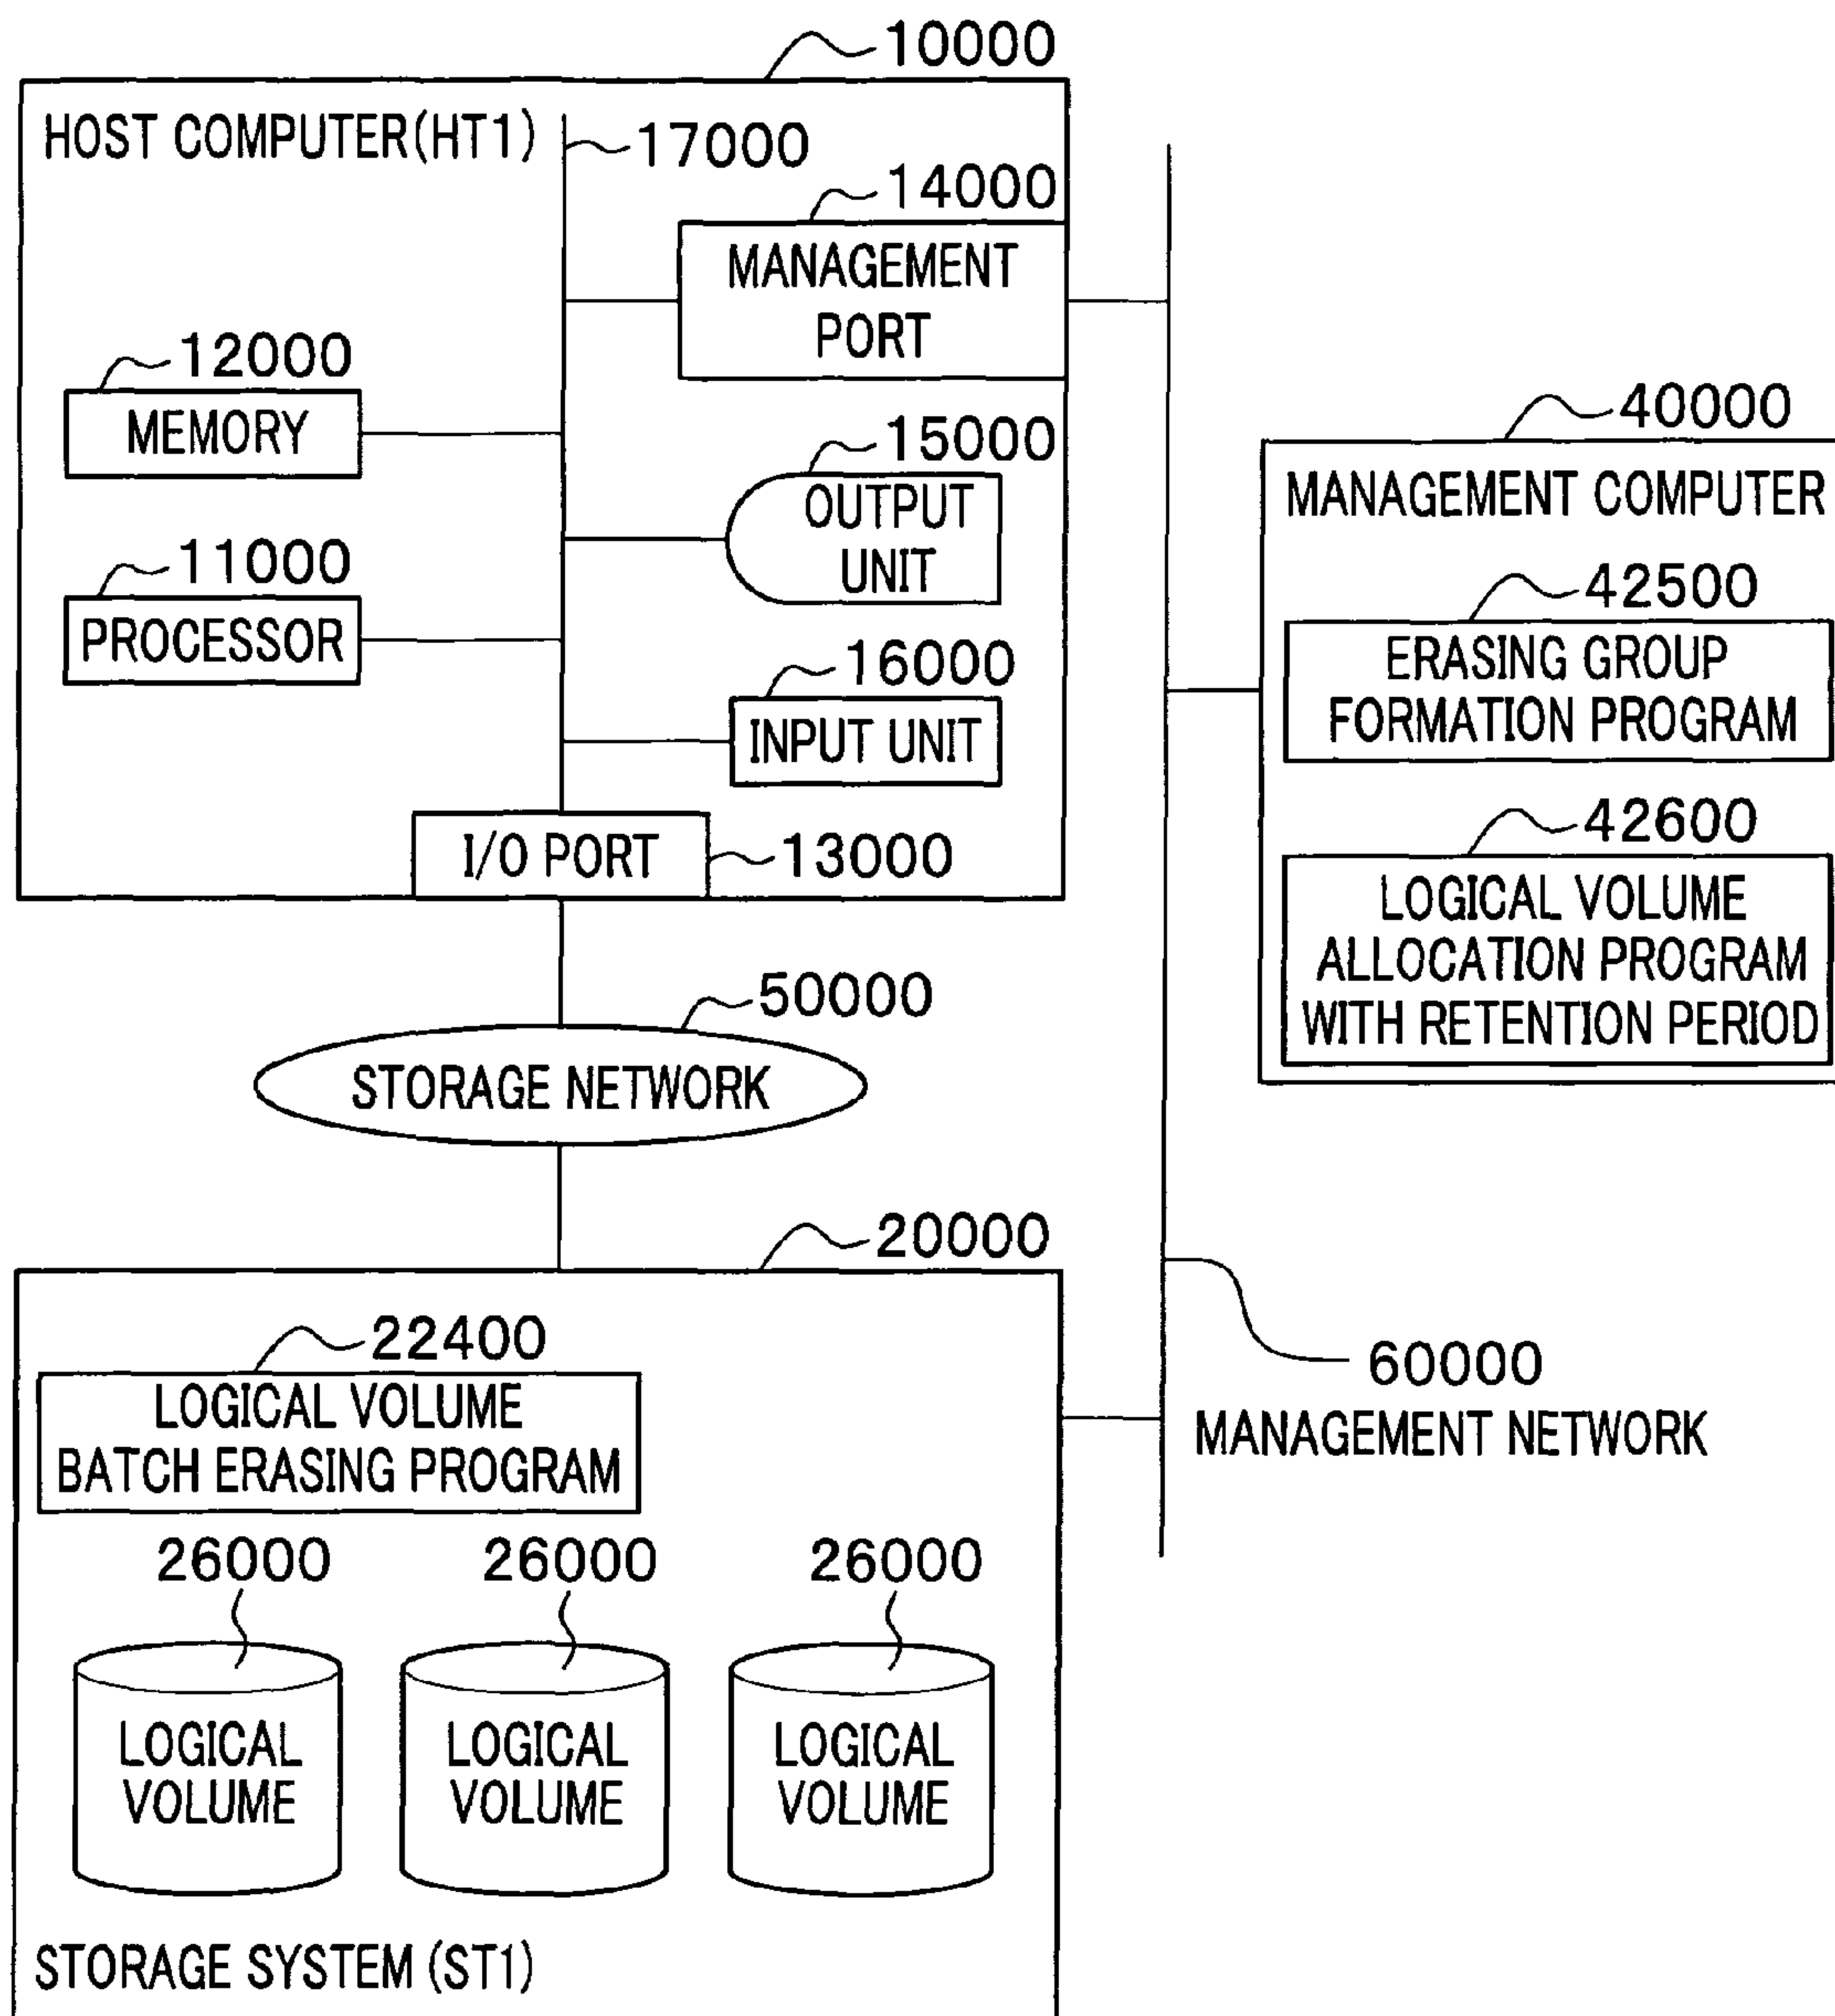 10000
HOST COMPUTER(HT1)
17000
14000
MANAGEMENT
PORT
12000
MEMORY
15000
OUTPUT
UNIT
11000
PROCESSOR
16000
INPUT UNIT
I/O PORT
13000
40000
MANAGEMENT COMPUTER
42500
ERASING GROUP
FORMATION PROGRAM
42600
LOGICAL VOLUME
ALLOCATION PROGRAM
WITH RETENTION PERIOD
50000
STORAGE NETWORK
20000
22400
LOGICAL VOLUME
BATCH ERASING PROGRAM
60000
MANAGEMENT NETWORK
26000
26000
26000
LOGICAL
VOLUME
LOGICAL
VOLUME
LOGICAL
VOLUME
STORAGE SYSTEM (ST1)